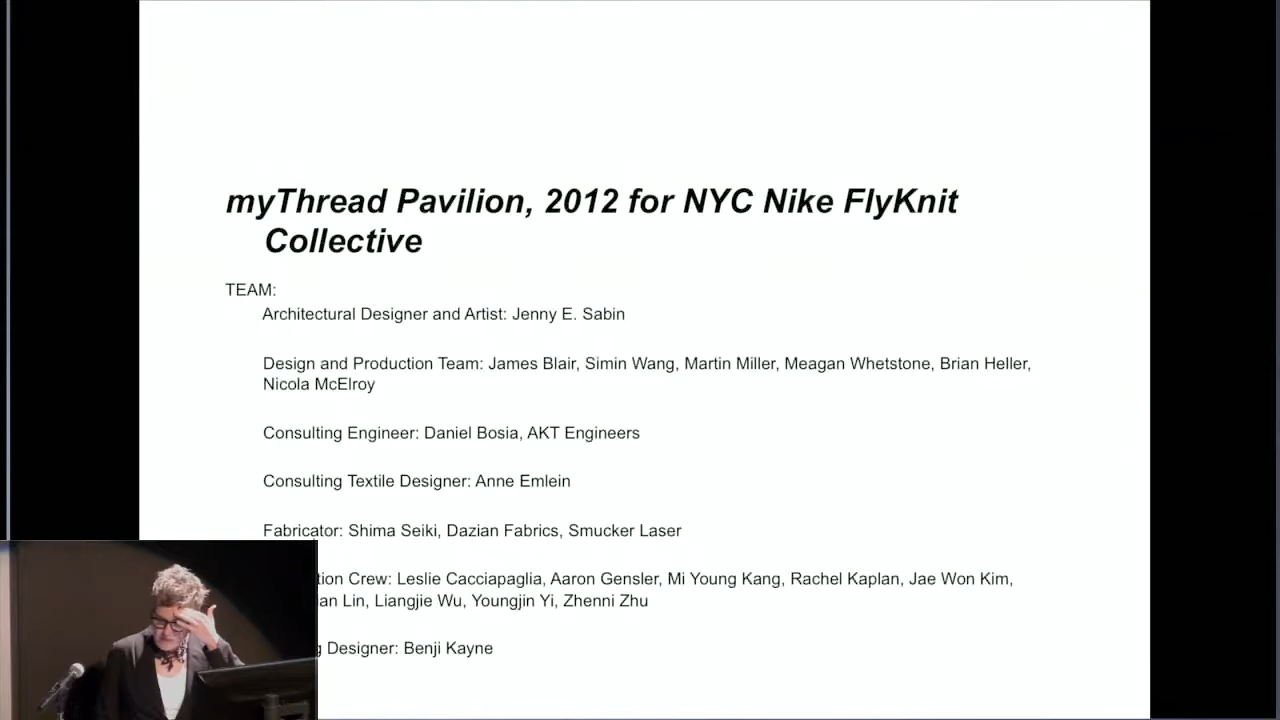 myThread Pavilion, 2012 for NYC Nike FlyKnit
Collective
TEAM:
Architectural Designer and Artist: Jenny E. Sabin
Design and Production Team: James Blair, Simin Wang, Martin Miller, Meagan Whetstone, Brian Heller,
Nicola McElroy
Consulting Engineer: Daniel Bosia, AKT Engineers
Consulting Textile Designer: Anne Emlein
Fabricator: Shima Seiki, Dazian Fabrics, Smucker Laser
Crew: Leslie Cacciapaglia, Aaron Gensler, Mi Young Kang, Rachel Kaplan, Jae Won Kim,
Lin, Liangjie Wu, Youngjin Yi, Zhenni Zhu
Designer: Benji Kayne